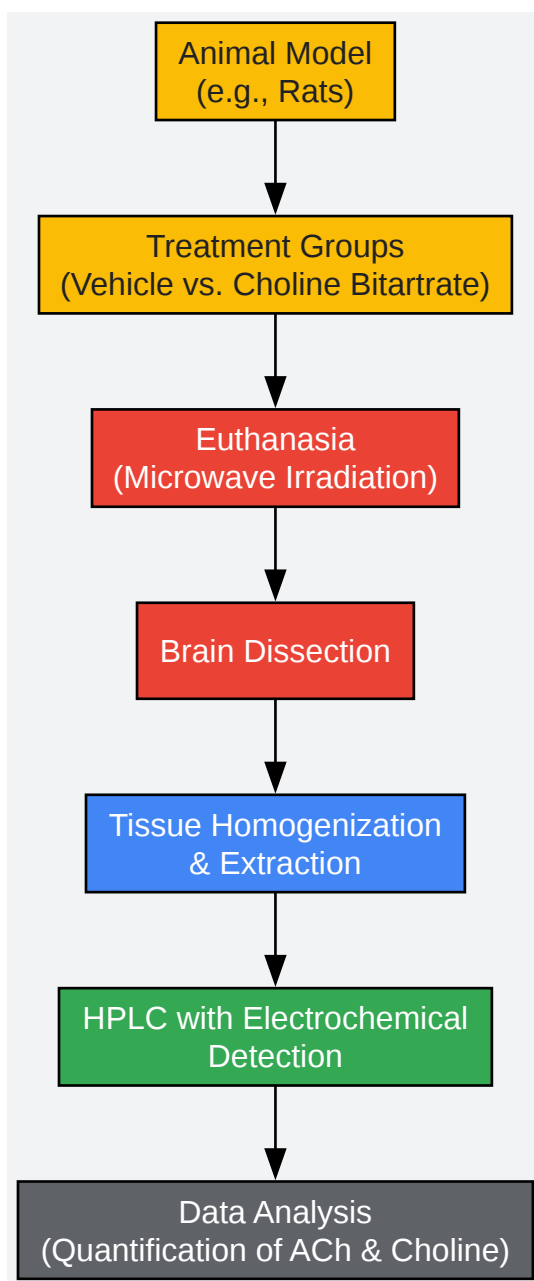 Animal Model
(e.g., Rats)
Treatment Groups
(Vehicle vs. Choline Bitartrate)
Euthanasia
(Microwave Irradiation)
Brain Dissection
Tissue Homogenization
& Extraction
HPLC with Electrochemical
Detection
Data Analysis
(Quantification of ACh & Choline)